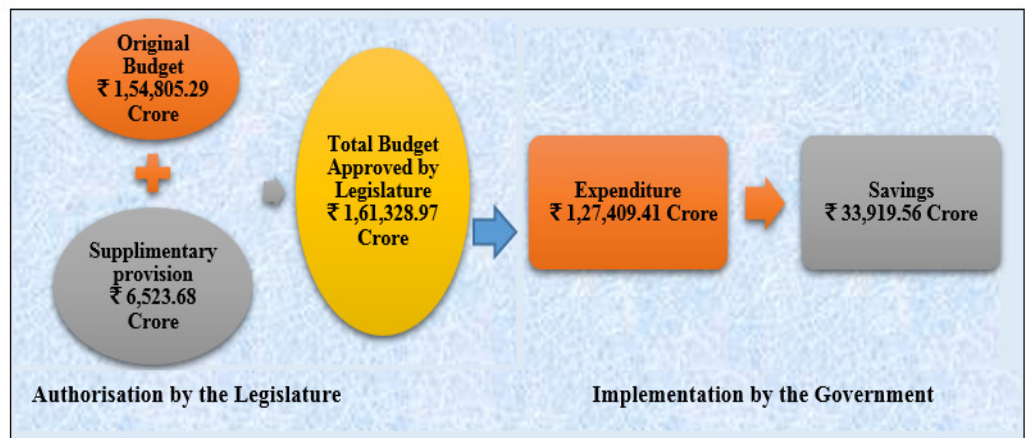 Original
Budget
₹ 1,54,805.29
Crore
Supplimentary
provision
₹ 6,523.68
Crore
Total Budget
Approved by
Legislature
₹ 1,61,328.97
Crore
Expenditure
₹ 1,27,409.41 Crore
Savings
₹ 33,919.56 Crore
Authorisation by the Legislature
Implementation by the Government